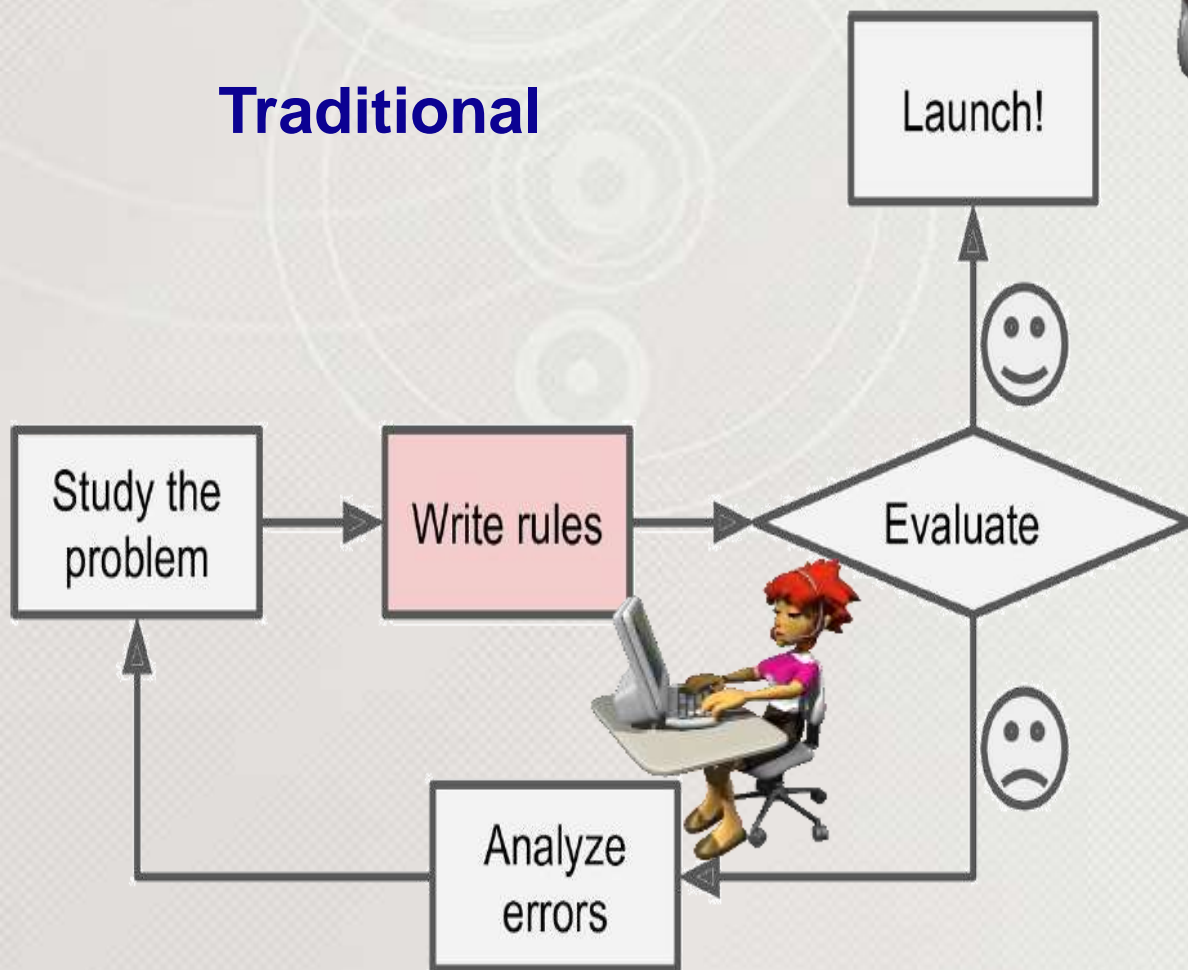 Traditional
Launch!
Study the
problem
Write rules
Evaluate
Analyze
errors